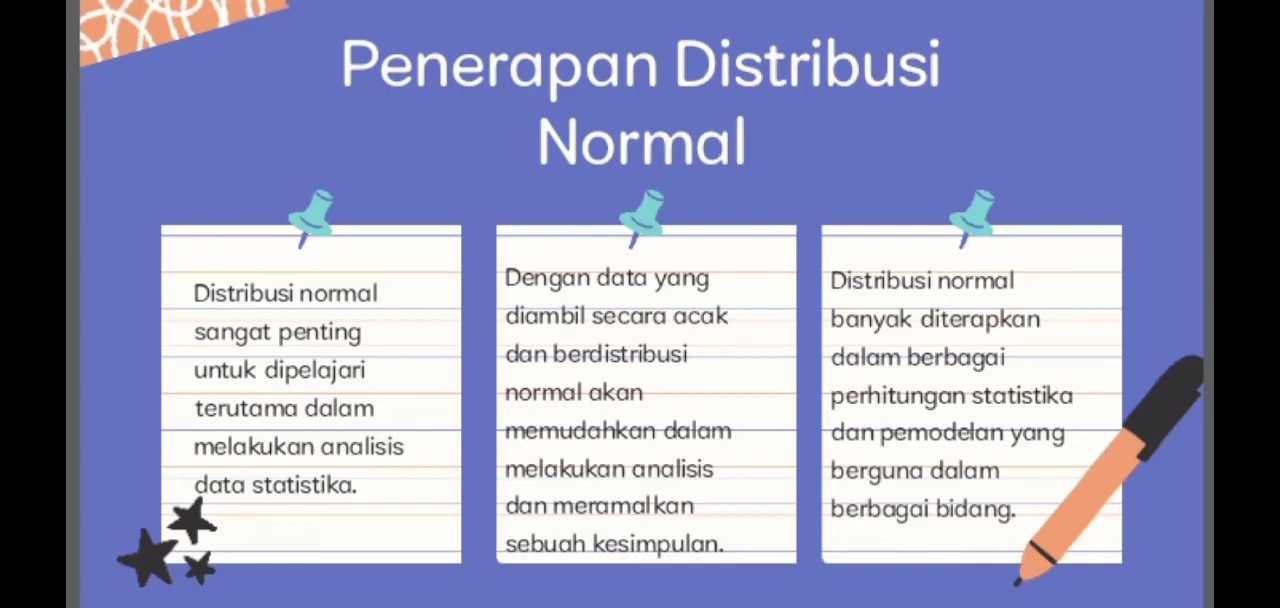 Penerapan Distribusi
Normal
Distribusi normal
sangat penting
untuk dipelajari
terutama dalam
melakukan analisis
data statistika.
Dengan data yang
diambil secara acak
dan berdistribusi
normal akan
memudahkan dalam
melakukan analisis
dan meramalkan
sebuah kesimpulan.
Distribusi normal
banyak diterapkan
dalam berbagai
perhitungan statistika
dan pemodelan yang
berguna dalam
berbagai bidang.